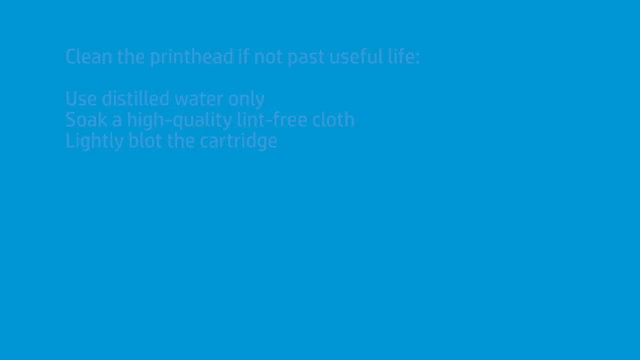 Clean the printhead if not past useful life:
Use distilled water only
Soak a high-quality lint-free cloth
Lightly blot the cartridge